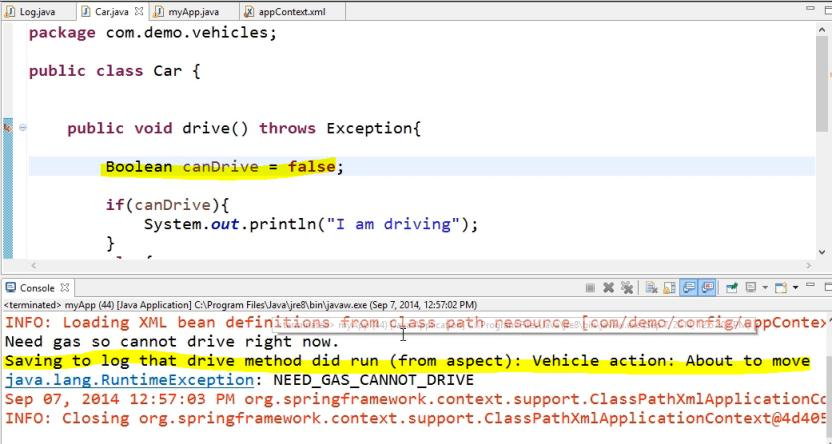 Log.java Car.java myApp.java appContext.xml
package com.demo.vehicles;
public class Car {
public void drive() throws Exception{
Boolean canDrive = false;
if(canDrive){
System.out.println("I am driving");
}
Console
<terminated> myApp (44) [Java Application] C:\Program Files\Java\jre8\bin\javaw.exe (Sep 7, 2014, 12:57:02 PM)
INFO: Loading XML bean definitions from class path resource [com/demo/config/appContex
Need gas so cannot drive right now.
Saving to log that drive method did run (from aspect): Vehicle action: About to move
java.lang.RuntimeException: NEED_GAS_CANNOT_DRIVE
Sep 07, 2014 12:57:03 PM org.springframework.context.support.ClassPathXmlApplicationCo
INFO: Closing org.springframework.context.support.ClassPathXmlApplicationContext@4d405